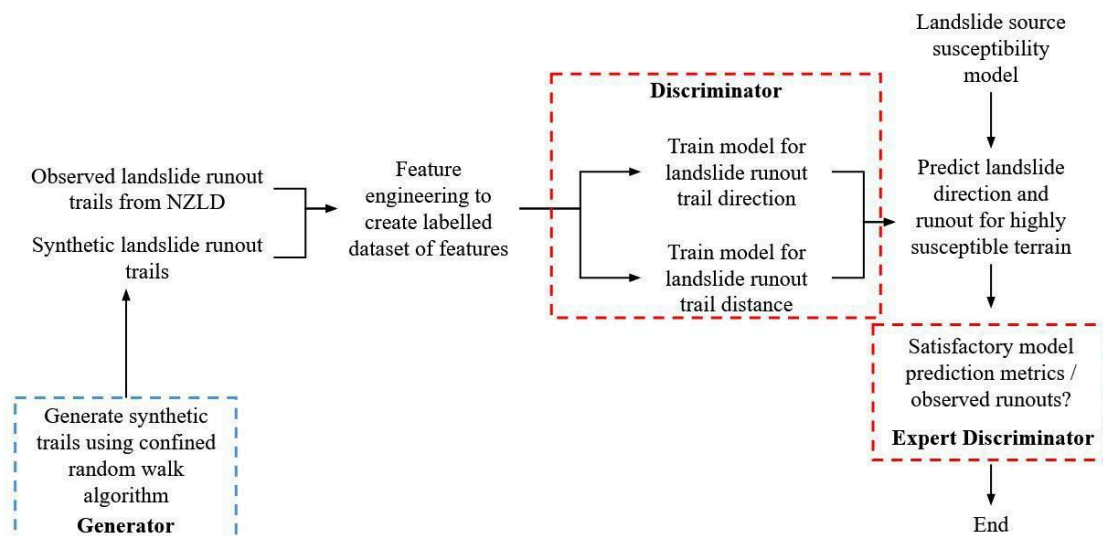 Observed landslide runout
trails from NZLD
Synthetic landslide runout
trails
Generate synthetic
trails using confined
random walk
algorithm
Generator
Feature
engineering to
create labelled
dataset of features
Discriminator
Train model for
landslide runout
trail direction
Train model for
landslide runout
trail distance
Landslide source
susceptibility
model
Predict landslide
direction and
runout for highly
susceptible terrain
Satisfactory model
prediction metrics /
observed runouts?
Expert Discriminator
End